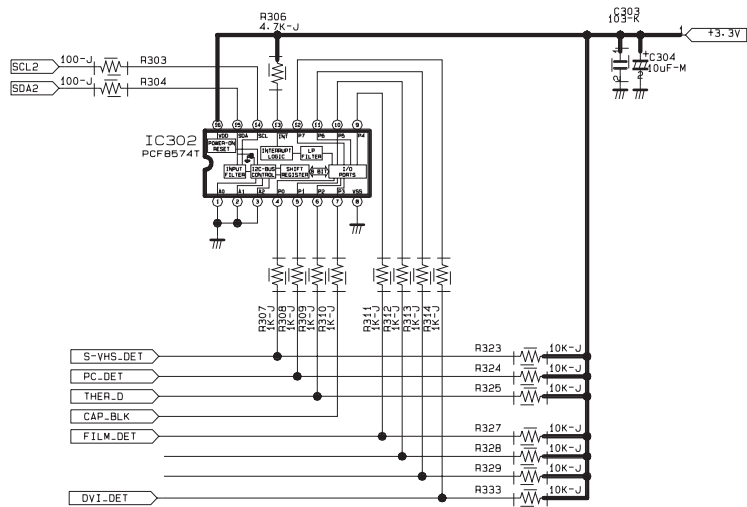 R306
4.7K-J
C303
103-K
1
+3.3V
C304
+
10uF-M
2
2
SCL2
100-J
R303
SDA2
100-J
R304
16
15
14
13
12
11
10
9
IC302
PCF8574T
VDD
SDA
SCL
INT
P7
P6
P5
P4
POWER-ON
RESET
INTERRUPT
LOGIC
LP
FILTER
INPUT
FILTER
I2C-BUS
CONTROL
SHIFT
REGISTER
8 BIT
I/O
PORTS
A0
A1
A2
P0
P1
P2
P3
VSS
1
2
3
4
5
6
7
8
R307
1K-J
R308
1K-J
R309
1K-J
R310
1K-J
R311
1K-J
R312
1K-J
R313
1K-J
R314
1K-J
S-VHS_DET
R323
10K-J
PC_DET
R324
10K-J
THER_D
R325
10K-J
CAP_BLK
FILM_DET
R327
10K-J
R328
10K-J
R329
10K-J
DVI_DET
R333
10K-J